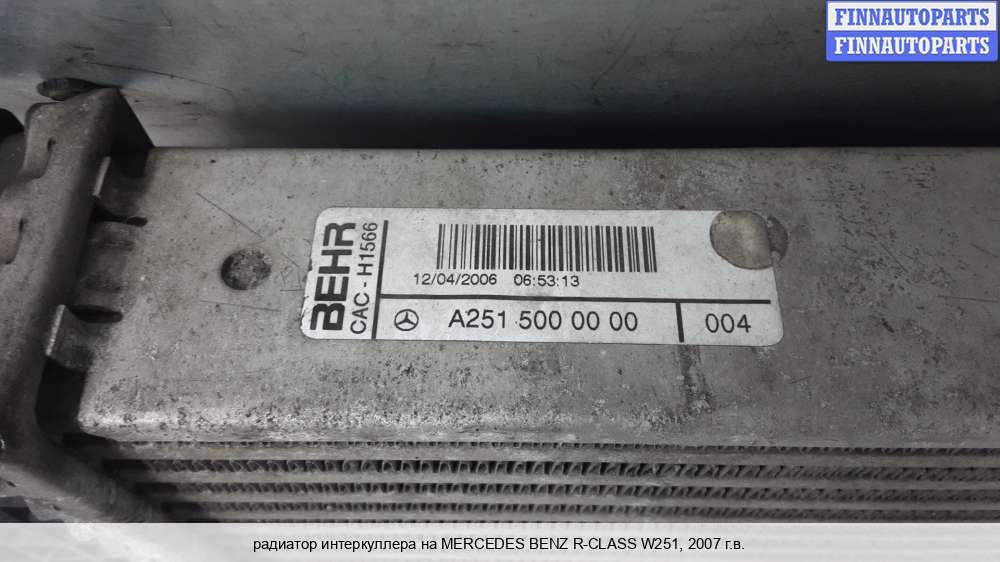 FINNAUTOPARTS
FINNAUTOPARTS
BEHR
CAC - H1566
12/04/2006 06:53:13
A251 500 00 00
004
радиатор интеркуллера на MERCEDES BENZ R-CLASS W251, 2007 г.в.